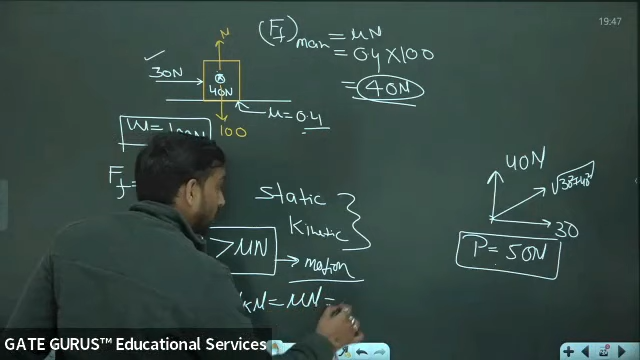 19:47
(Ff)max = μN
= 0.4 × 100
= 40N
N
30N
40N
μ = 0.4
100
W = 100N
Ff =
Static
Kinetic
> μN
motion
= μN =
40N
√30²+40²
30
P = 50N
GATE GURUS™ Educational Services